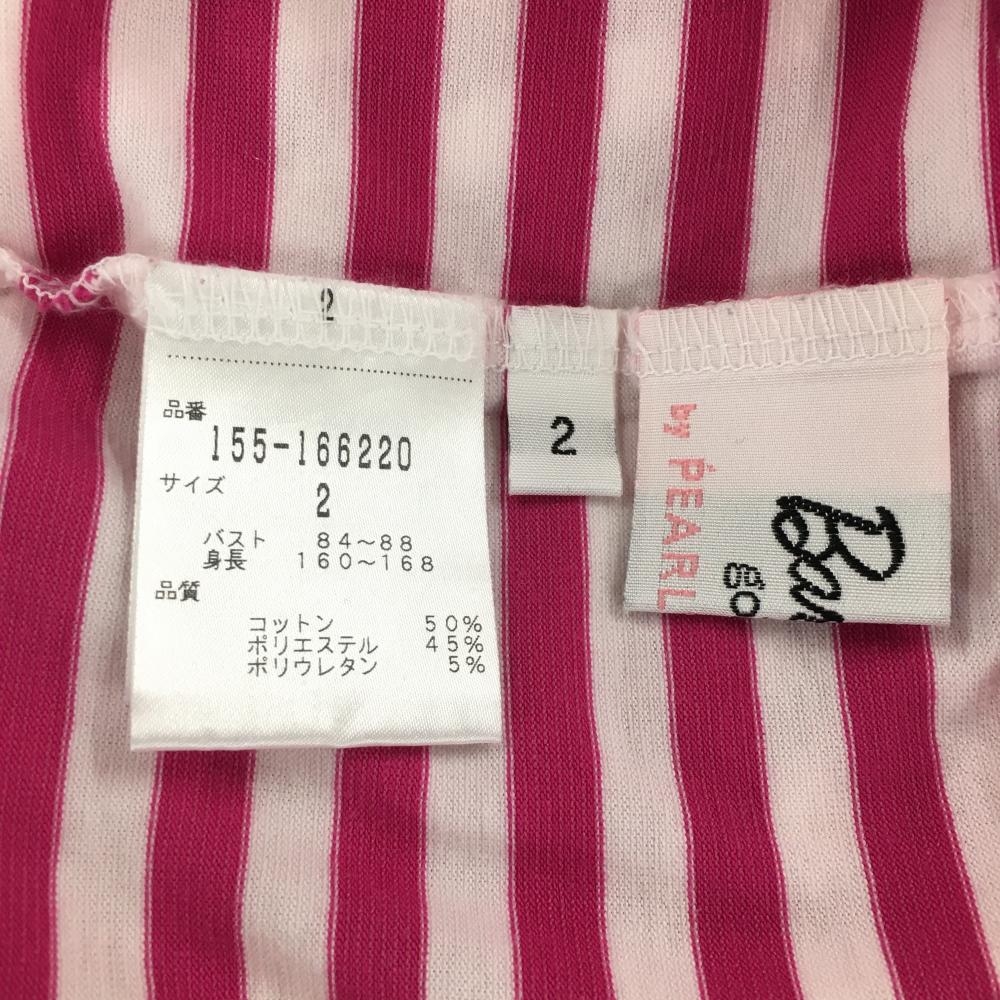 2
品番
155-166220
サイズ
2
バスト 84～88
身長 160～168
品質
コットン 50%
ポリエステル 45%
ポリウレタン 5%
2
by PEARL